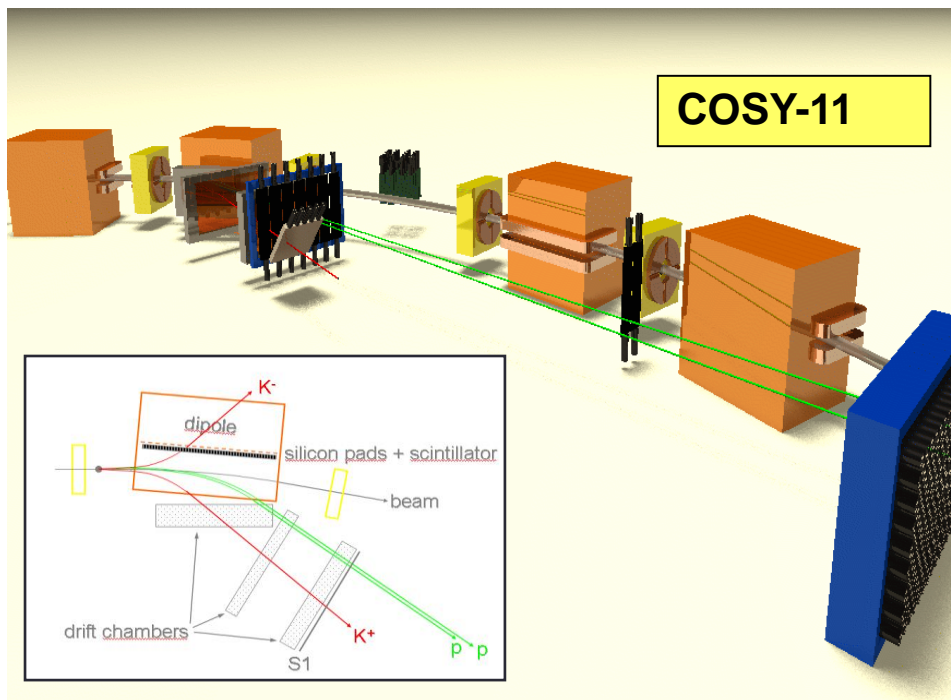 COSY-11
K-
dipole
silicon pads + scintillator
beam
drift chambers
K+
S1
p p